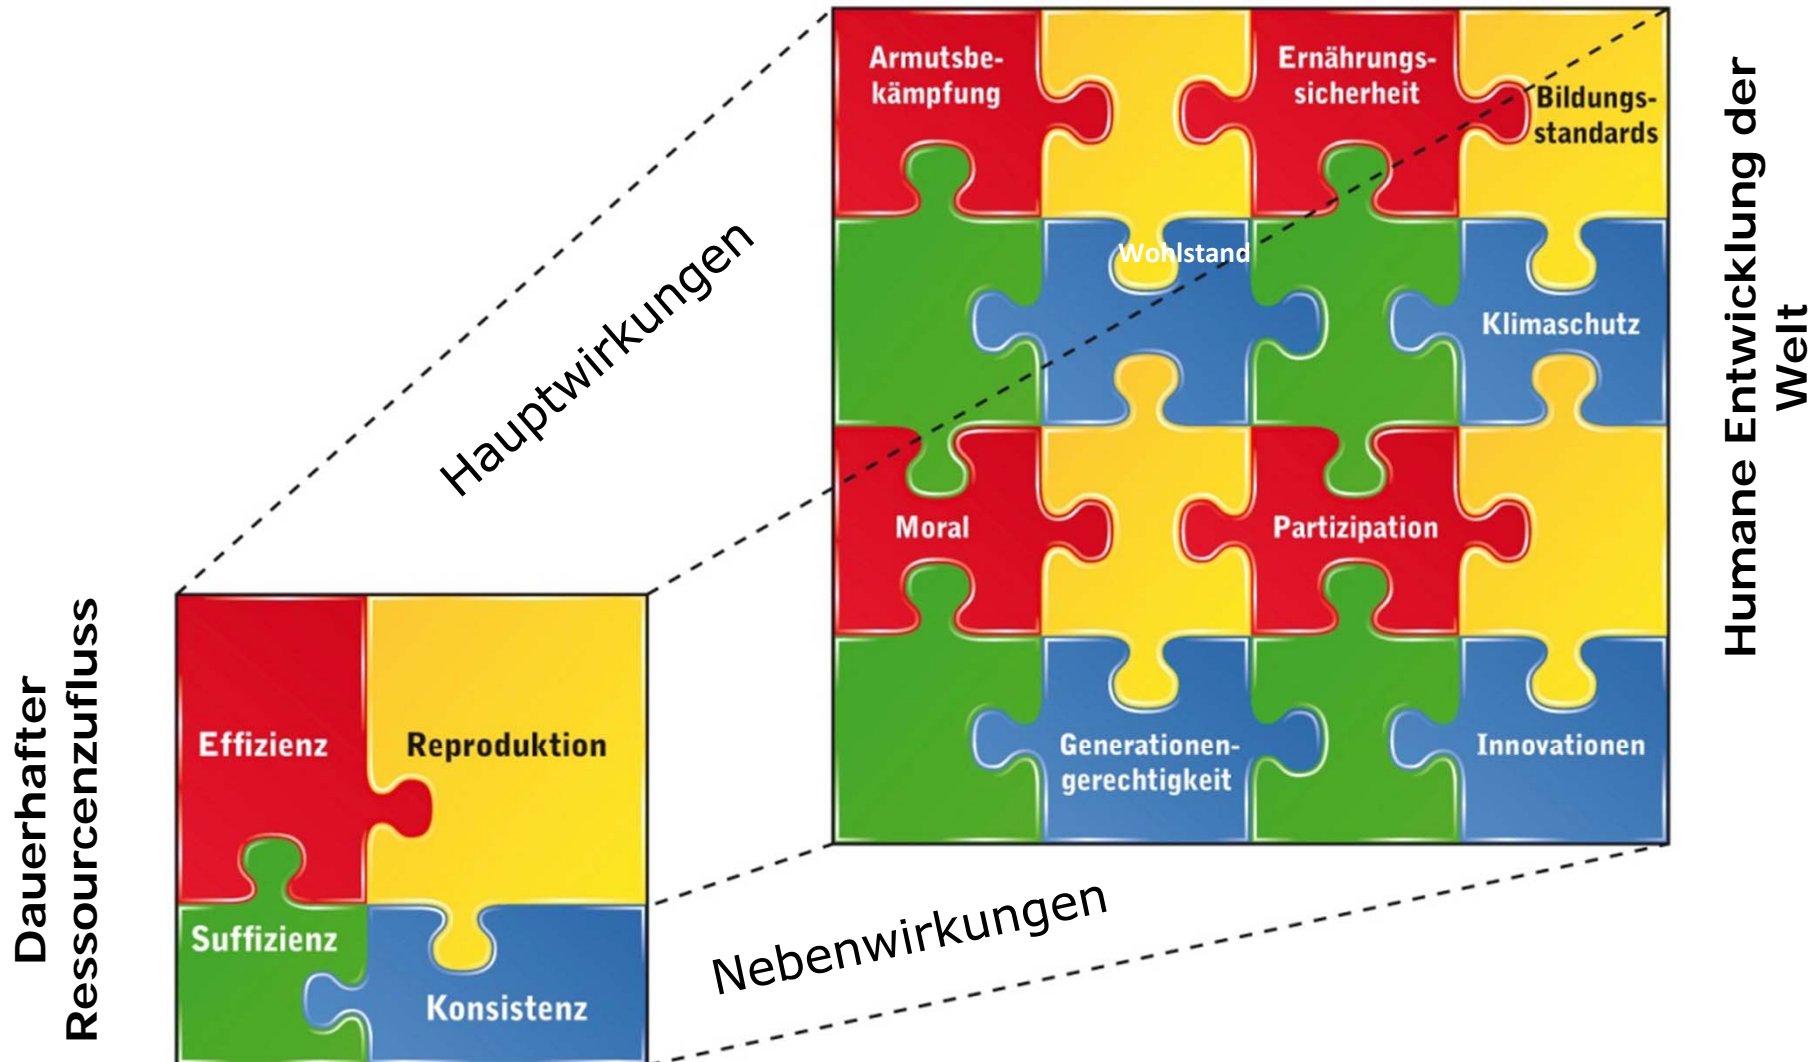 Armutsbe-
kämpfung
Ernährungs-
sicherheit
Bildungs-
standards
Wohlstand
Klimaschutz
Moral
Partizipation
Generationen-
gerechtigkeit
Innovationen
Humane Entwicklung der
Welt
Hauptwirkungen
Nebenwirkungen
Dauerhafter
Ressourcenzufluss
Effizienz
Reproduktion
Suffizienz
Konsistenz